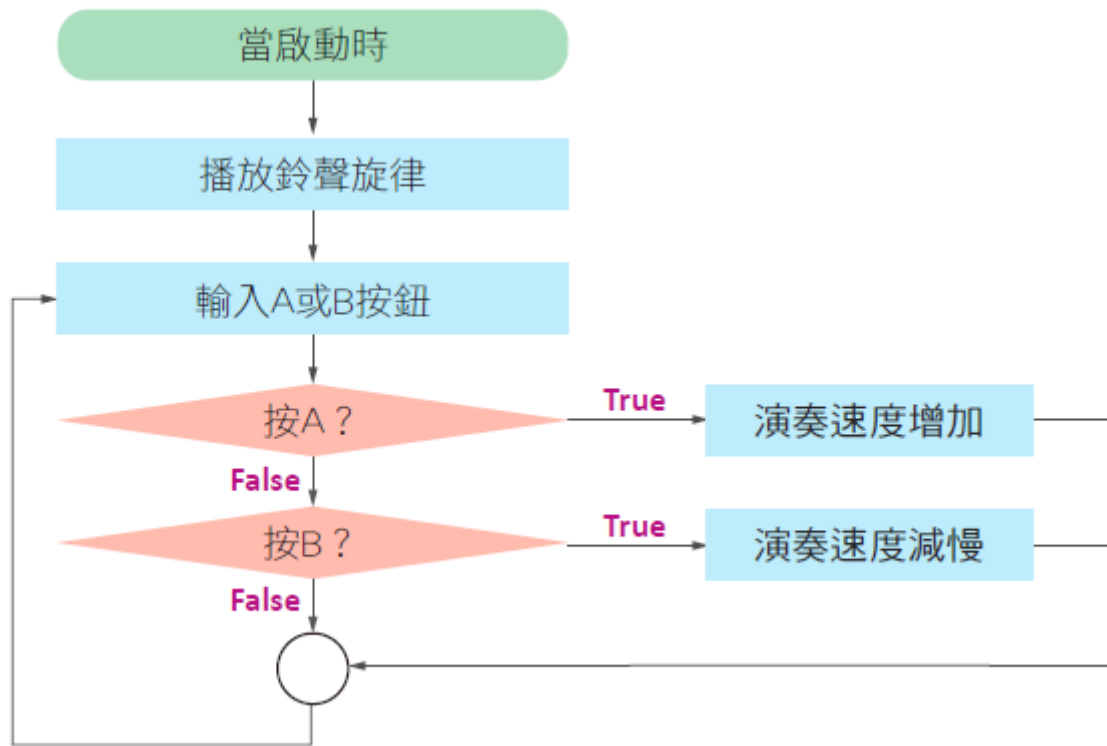 當啟動時
播放鈴聲旋律
輸入A或B按鈕
按A？
True
演奏速度增加
False
按B？
True
演奏速度減慢
False